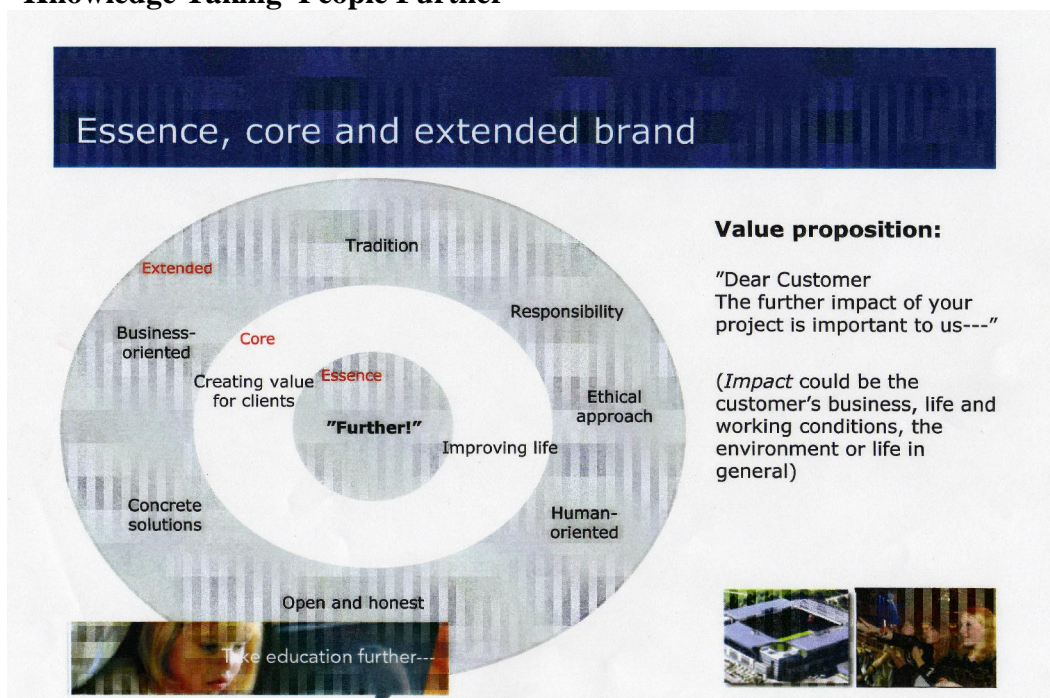 Knowledge Taking People Further
Essence, core and extended brand
Tradition
Extended
Responsibility
Business-
oriented
Core
Creating value
for clients
Essence
"Further!"
Ethical
approach
Improving life
Concrete
solutions
Human-
oriented
Open and honest
Take education further---
Value proposition:
"Dear Customer
The further impact of your
project is important to us---"
(Impact could be the
customer's business, life and
working conditions, the
environment or life in
general)